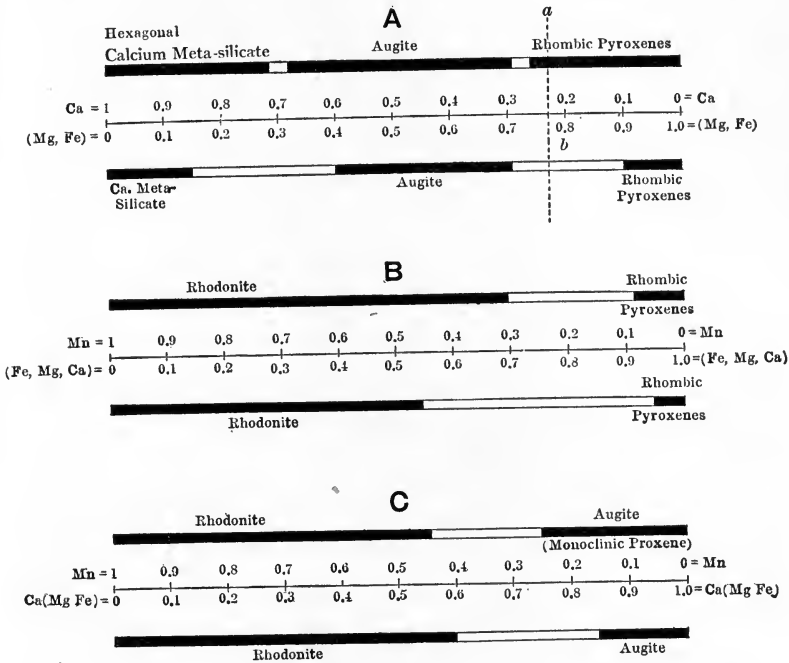 A
a
Hexagonal
Calcium Meta-silicate
Augite
Rhombic Pyroxenes
Ca = 1 0.9 0.8 0.7 0.6 0.5 0.4 0.3 0.2 0.1 0 = Ca
(Mg, Fe) = 0 0.1 0.2 0.3 0.4 0.5 0.6 0.7 0.8 0.9 1.0 = (Mg, Fe)
b
Ca. Meta-
Silicate
Augite
Rhombic
Pyroxenes
B
Rhodonite
Rhombic
Pyroxenes
Mn = 1 0.9 0.8 0.7 0.6 0.5 0.4 0.3 0.2 0.1 0 = Mn
(Fe, Mg, Ca) = 0 0.1 0.2 0.3 0.4 0.5 0.6 0.7 0.8 0.9 1.0 = (Fe, Mg, Ca)
Rhodonite
Rhombic
Pyroxenes
C
Rhodonite
Augite
(Monoclinic Proxene)
Mn = 1 0.9 0.8 0.7 0.6 0.5 0.4 0.3 0.2 0.1 0 = Mn
Ca(Mg Fe) = 0 0.1 0.2 0.3 0.4 0.5 0.6 0.7 0.8 0.9 1.0 = Ca(Mg Fe)
Rhodonite
Augite